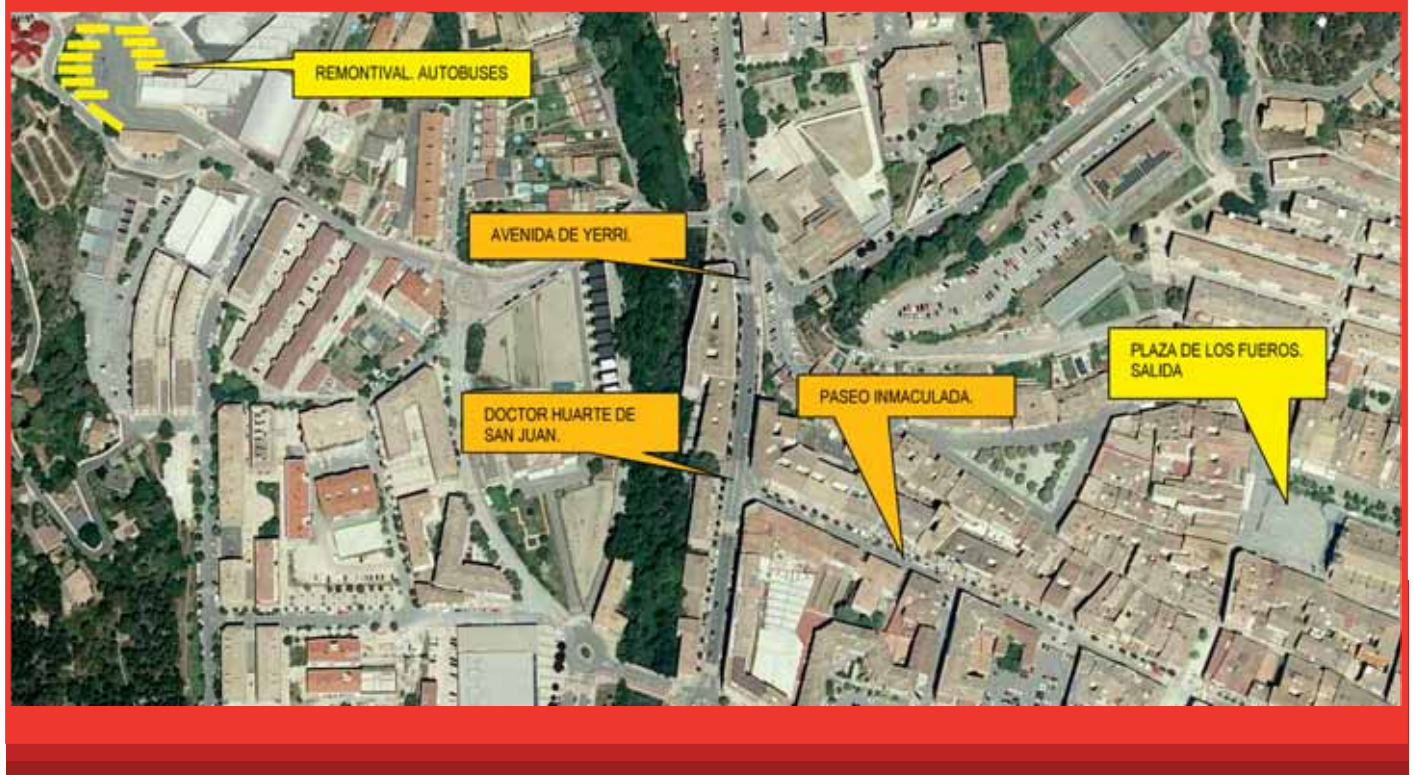 REMONTIVAL. AUTOBUSES
AVENIDA DE YERRI.
PLAZA DE LOS FUEROS.
SALIDA
PASEO INMACULADA.
DOCTOR HUARTE DE
SAN JUAN.